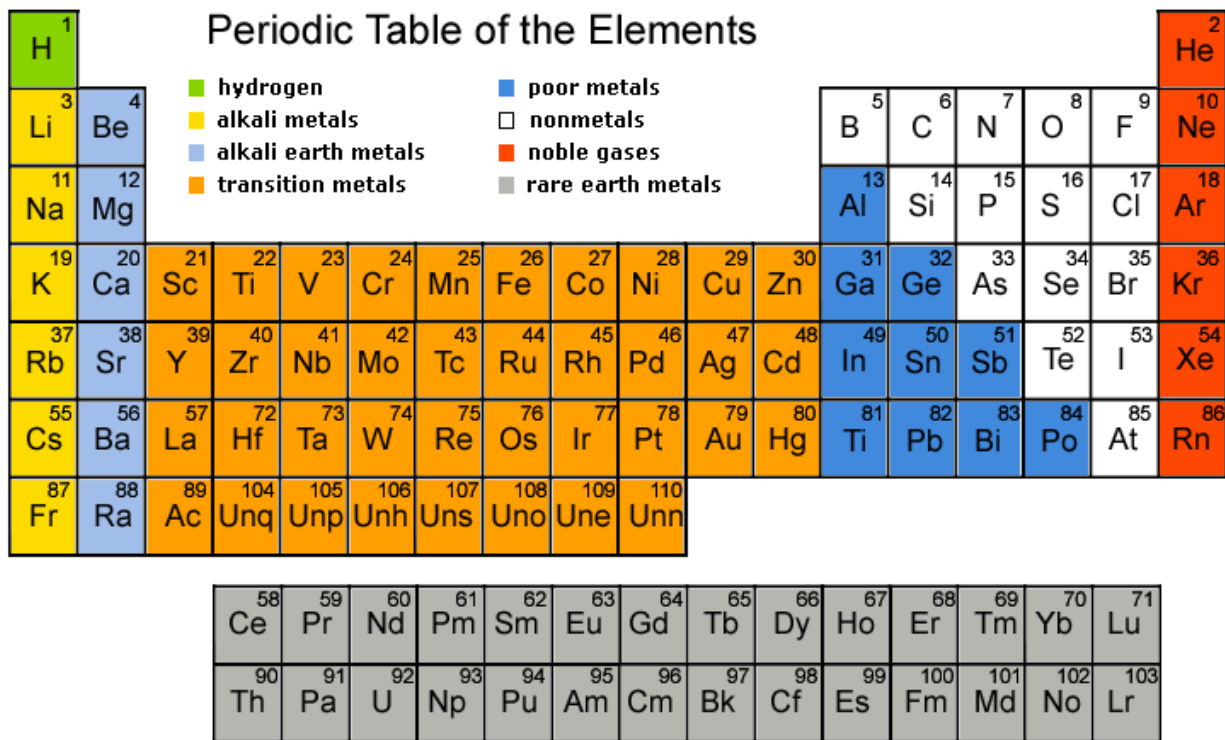 Periodic Table of the Elements
hydrogen
alkali metals
alkali earth metals
transition metals
poor metals
nonmetals
noble gases
rare earth metals
1 H 2 He
3 Li 4 Be 5 B 6 C 7 N 8 O 9 F 10 Ne
11 Na 12 Mg 13 Al 14 Si 15 P 16 S 17 Cl 18 Ar
19 K 20 Ca 21 Sc 22 Ti 23 V 24 Cr 25 Mn 26 Fe 27 Co 28 Ni 29 Cu 30 Zn 31 Ga 32 Ge 33 As 34 Se 35 Br 36 Kr
37 Rb 38 Sr 39 Y 40 Zr 41 Nb 42 Mo 43 Tc 44 Ru 45 Rh 46 Pd 47 Ag 48 Cd 49 In 50 Sn 51 Sb 52 Te 53 I 54 Xe
55 Cs 56 Ba 57 La 72 Hf 73 Ta 74 W 75 Re 76 Os 77 Ir 78 Pt 79 Au 80 Hg 81 Ti 82 Pb 83 Bi 84 Po 85 At 86 Rn
87 Fr 88 Ra 89 Ac 104 Unq 105 Unp 106 Unh 107 Uns 108 Uno 109 Une 110 Unn
58 Ce 59 Pr 60 Nd 61 Pm 62 Sm 63 Eu 64 Gd 65 Tb 66 Dy 67 Ho 68 Er 69 Tm 70 Yb 71 Lu
90 Th 91 Pa 92 U 93 Np 94 Pu 95 Am 96 Cm 97 Bk 98 Cf 99 Es 100 Fm 101 Md 102 No 103 Lr